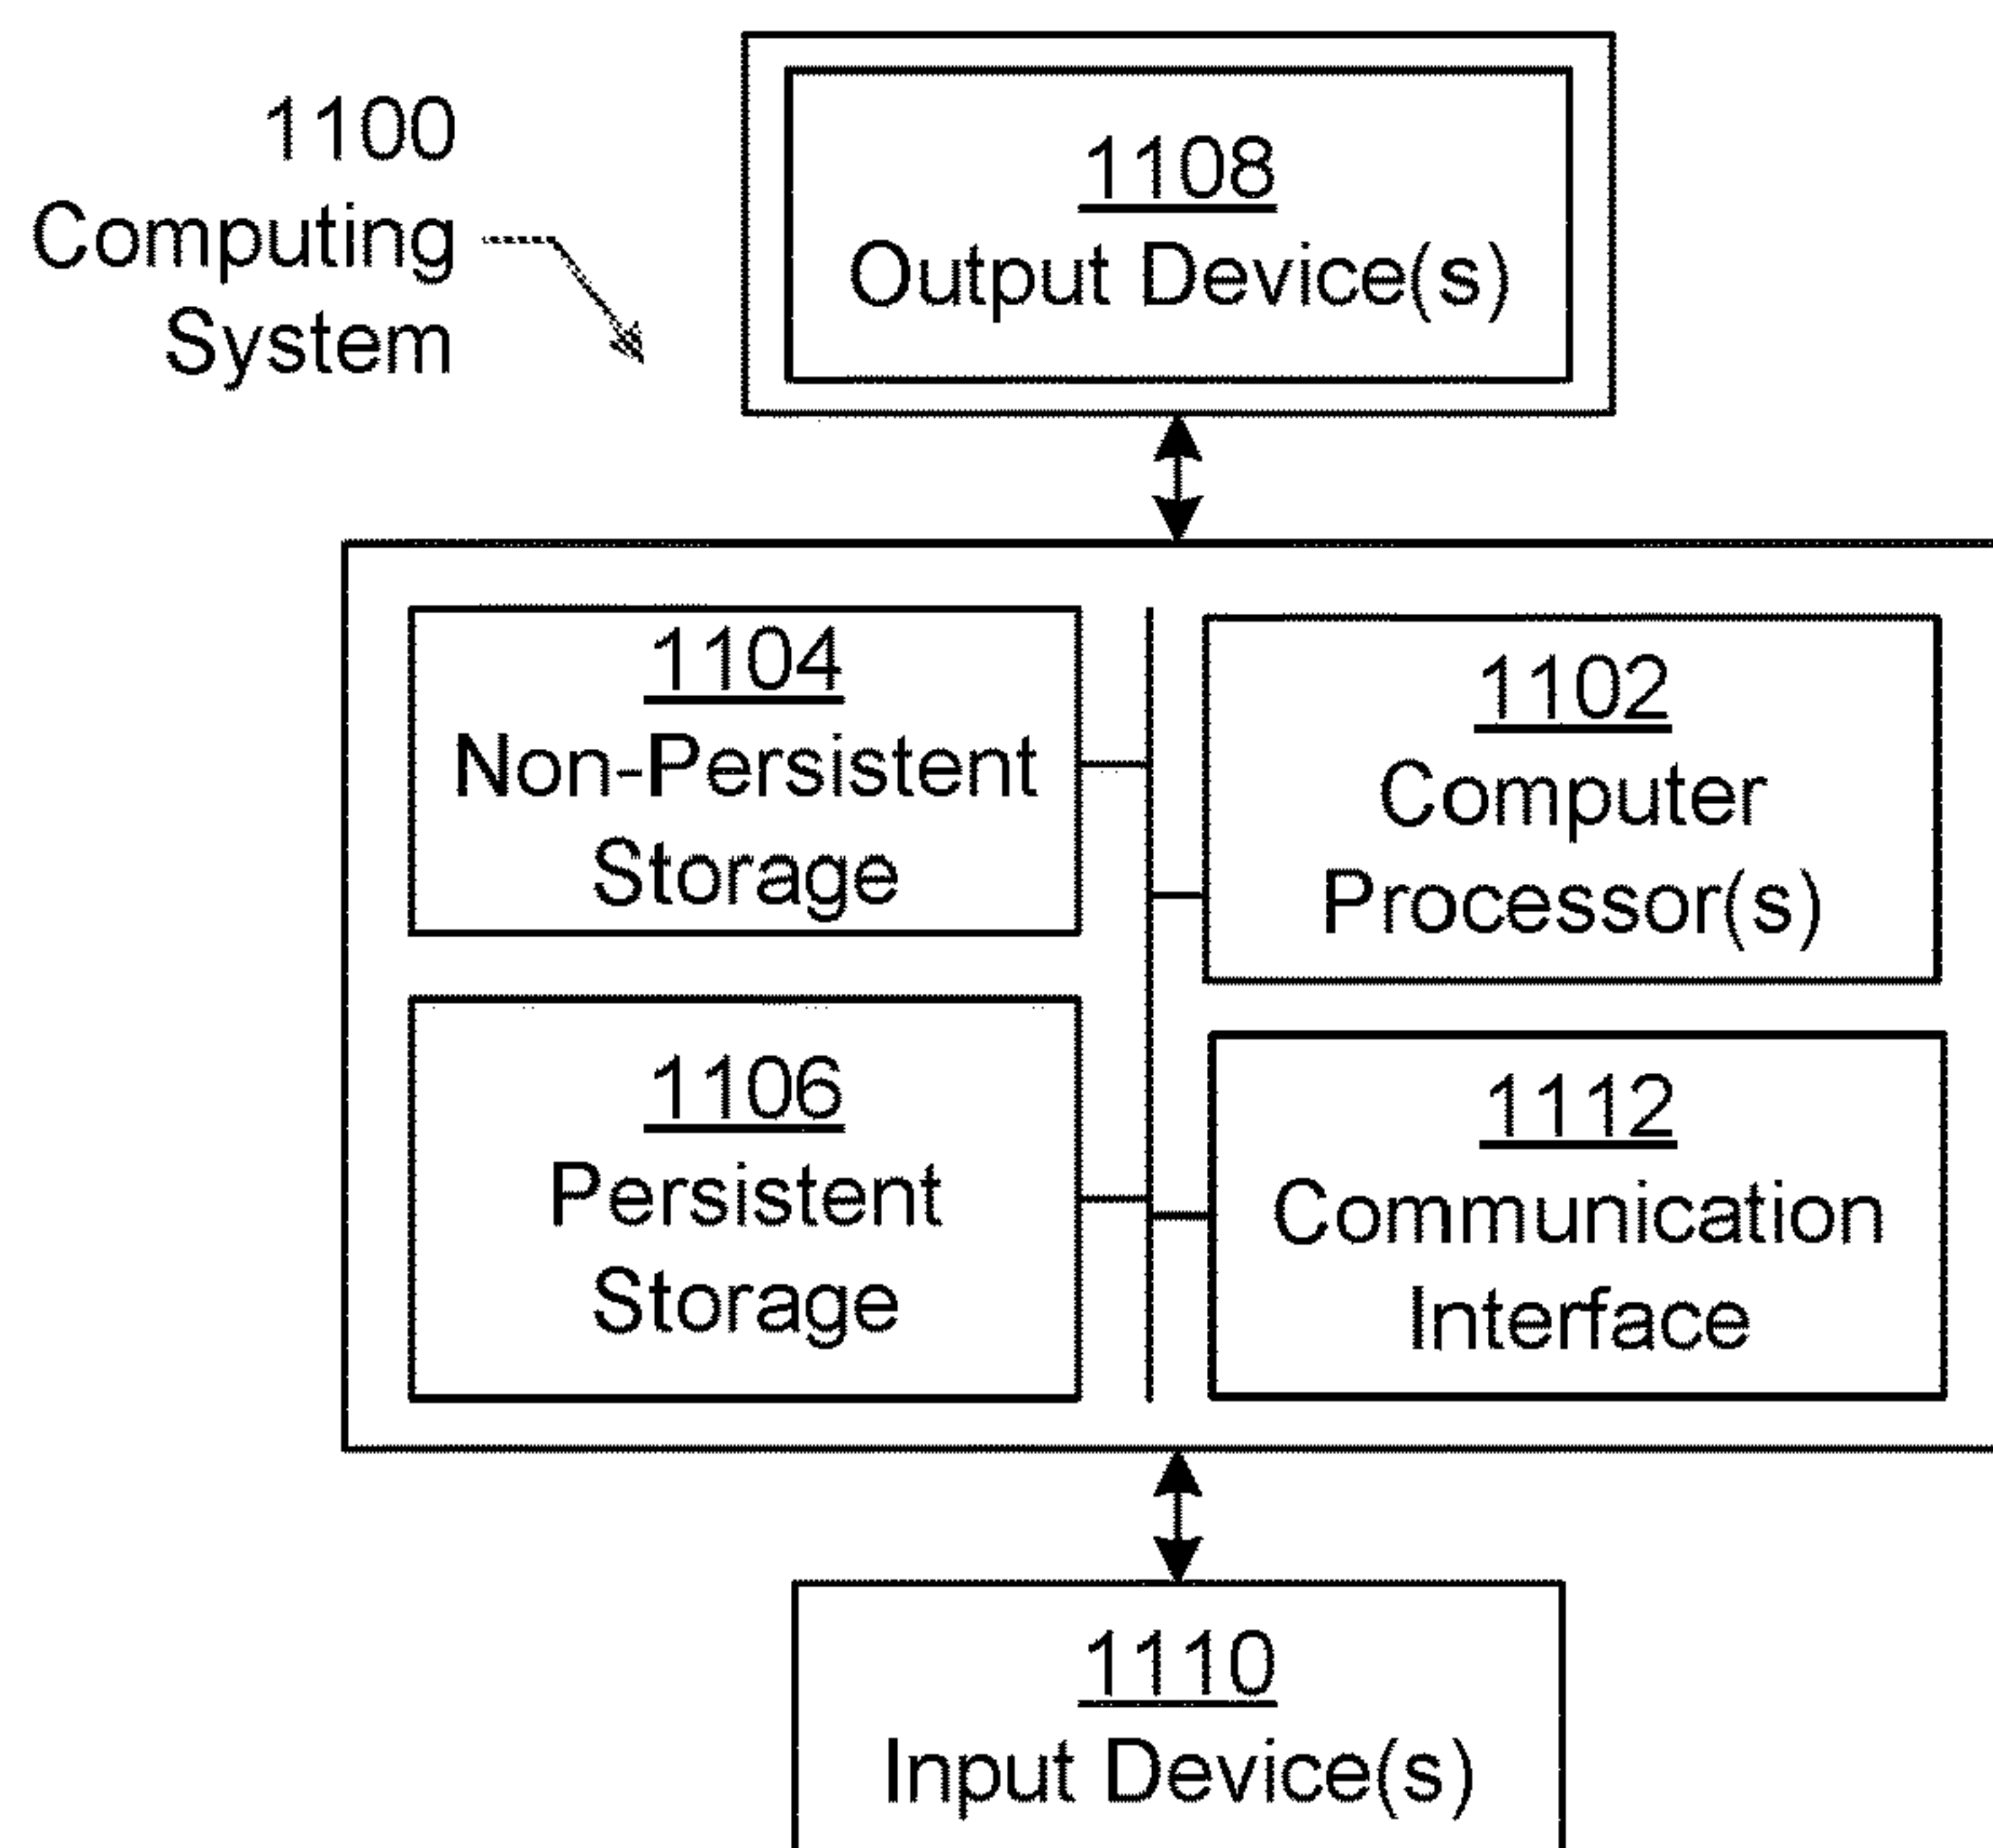 1100
Computing
System
1108
Output Device(s)
1104
Non-Persistent
Storage
1102
Computer
Processor(s)
1106
Persistent
Storage
1112
Communication
Interface
1110
Input Device(s)